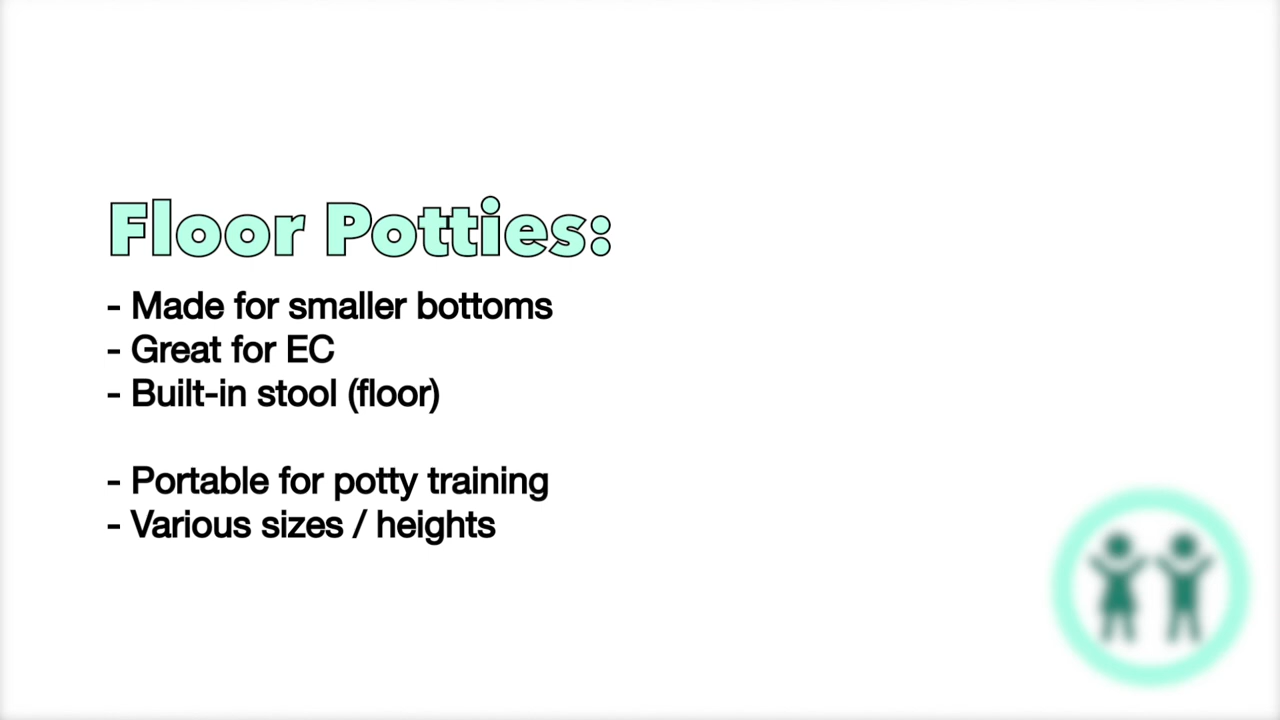 Floor Potties:
- Made for smaller bottoms
- Great for EC
- Built-in stool (floor)
- Portable for potty training
- Various sizes / heights